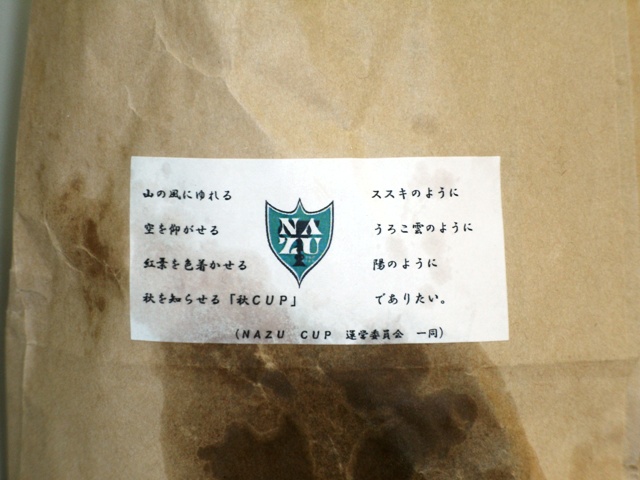 山の風にゆれる ススキのように
空を仰がせる うろこ雲のように
紅葉を色着かせる 陽のように
秋を知らせる「秋CUP」 でありたい。
（NAZU CUP 運営委員会 一同）
NA
ZU